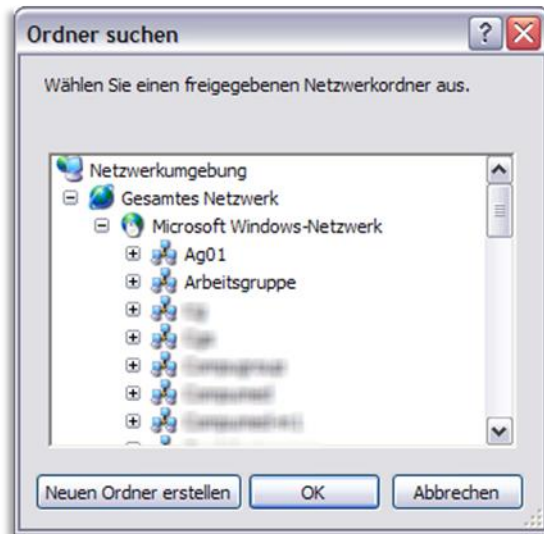 Ordner suchen
Wählen Sie einen freigegebenen Netzwerkordner aus.
Netzwerkumgebung
Gesamtes Netzwerk
Microsoft Windows-Netzwerk
Ag01
Arbeitsgruppe
Neuen Ordner erstellen
OK
Abbrechen